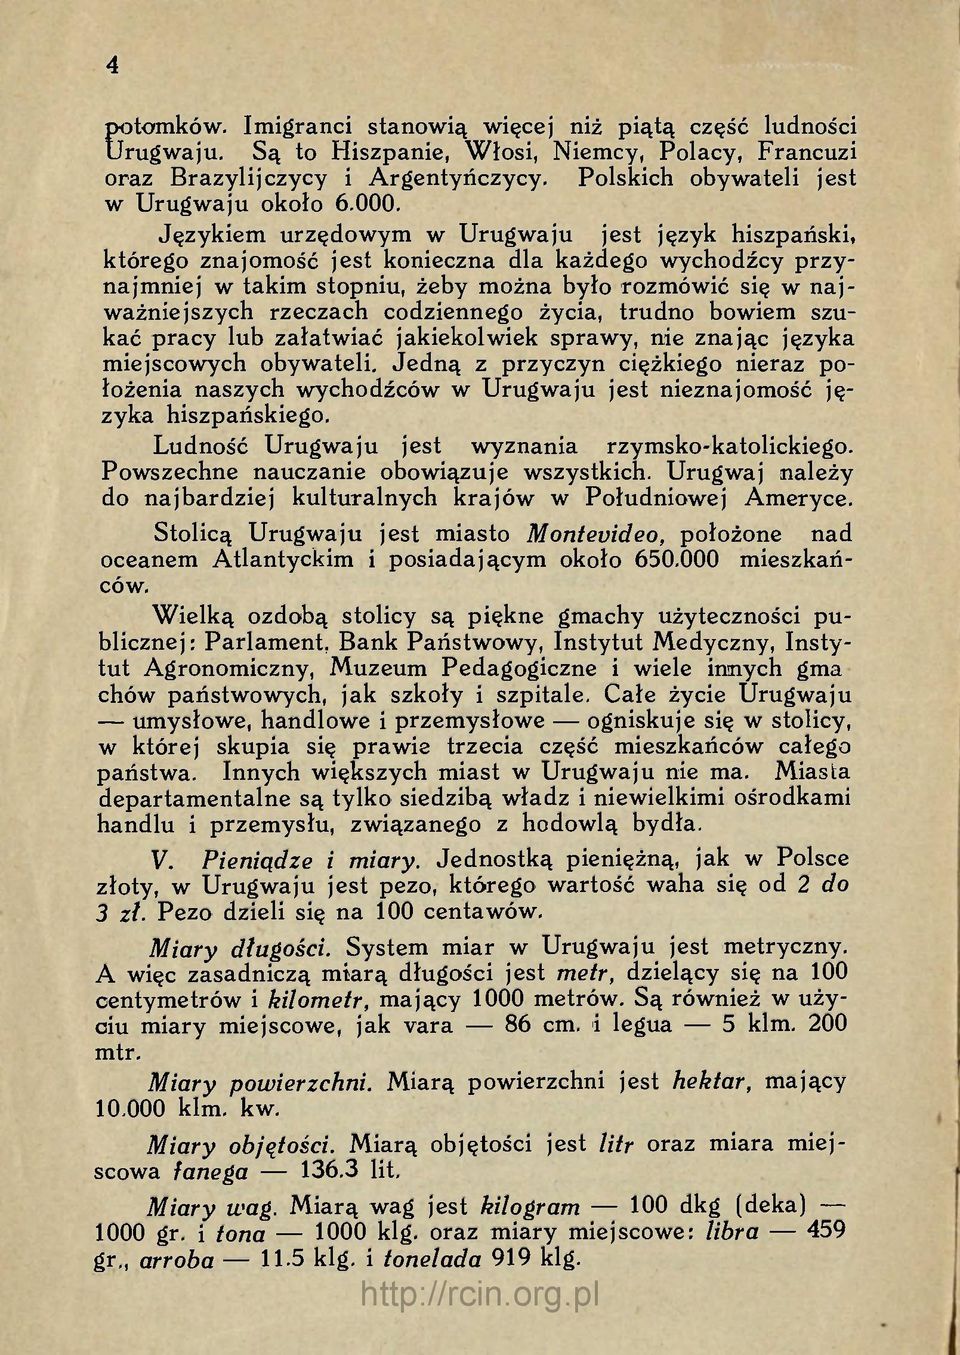 4
potomków. Imigranci stanowią więcej niż piątą część ludności
Urugwaju. Są to Hiszpanie, Włosi, Niemcy, Polacy, Francuzi
oraz Brazylijczycy i Argentyńczycy. Polskich obywateli jest
w Urugwaju około 6.000.
Językiem urzędowym w Urugwaju jest język hiszpański,
którego znajomość jest konieczna dla każdego wychodźcy przy-
najmniej w takim stopniu, żeby można było rozmówić się w naj-
ważniejszych rzeczach codziennego życia, trudno bowiem szu-
kać pracy lub załatwiać jakiekolwiek sprawy, nie znając języka
miejscowych obywateli. Jedną z przyczyn ciężkiego nieraz po-
łożenia naszych wychodźców w Urugwaju jest nieznajomość ję-
zyka hiszpańskiego.
Ludność Urugwaju jest wyznania rzymsko-katolickiego.
Powszechne nauczanie obowiązuje wszystkich. Urugwaj należy
do najbardziej kulturalnych krajów w Południowej Ameryce.
Stolicą Urugwaju jest miasto Montevideo, położone nad
oceanem Atlantyckim i posiadającym około 650.000 mieszkań-
ców.
Wielką ozdobą stolicy są piękne gmachy użyteczności pu-
blicznej: Parlament, Bank Państwowy, Instytut Medyczny, Insty-
tut Agronomiczny, Muzeum Pedagogiczne i wiele innych gma
chów państwowych, jak szkoły i szpitale. Całe życie Urugwaju
— umysłowe, handlowe i przemysłowe — ogniskuje się w stolicy,
w której skupia się prawie trzecia część mieszkańców całego
państwa. Innych większych miast w Urugwaju nie ma. Miasta
departamentalne są tylko siedzibą władz i niewielkimi ośrodkami
handlu i przemysłu, związanego z hodowlą bydła.
V. Pieniądze i miary. Jednostką pieniężną, jak w Polsce
złoty, w Urugwaju jest pezo, którego wartość waha się od 2 do
3 zł. Pezo dzieli się na 100 centawów.
Miary długości. System miar w Urugwaju jest metryczny.
A więc zasadniczą miarą długości jest metr, dzielący się na 100
centymetrów i kilometr, mający 1000 metrów. Są również w uży-
ciu miary miejscowe, jak vara — 86 cm. i legua — 5 klm. 200
mtr.
Miary powierzchni. Miarą powierzchni jest hektar, mający
10.000 klm. kw.
Miary objętości. Miarą objętości jest litr oraz miara miej-
scowa fanega — 136.3 lit.
Miary wag. Miarą wag jest kilogram — 100 dkg (deka) —
1000 gr. i tona — 1000 klg. oraz miary miejscowe: libra — 459
gr., arroba — 11.5 klg. i tonelada 919 klg.
http://rcin.org.pl